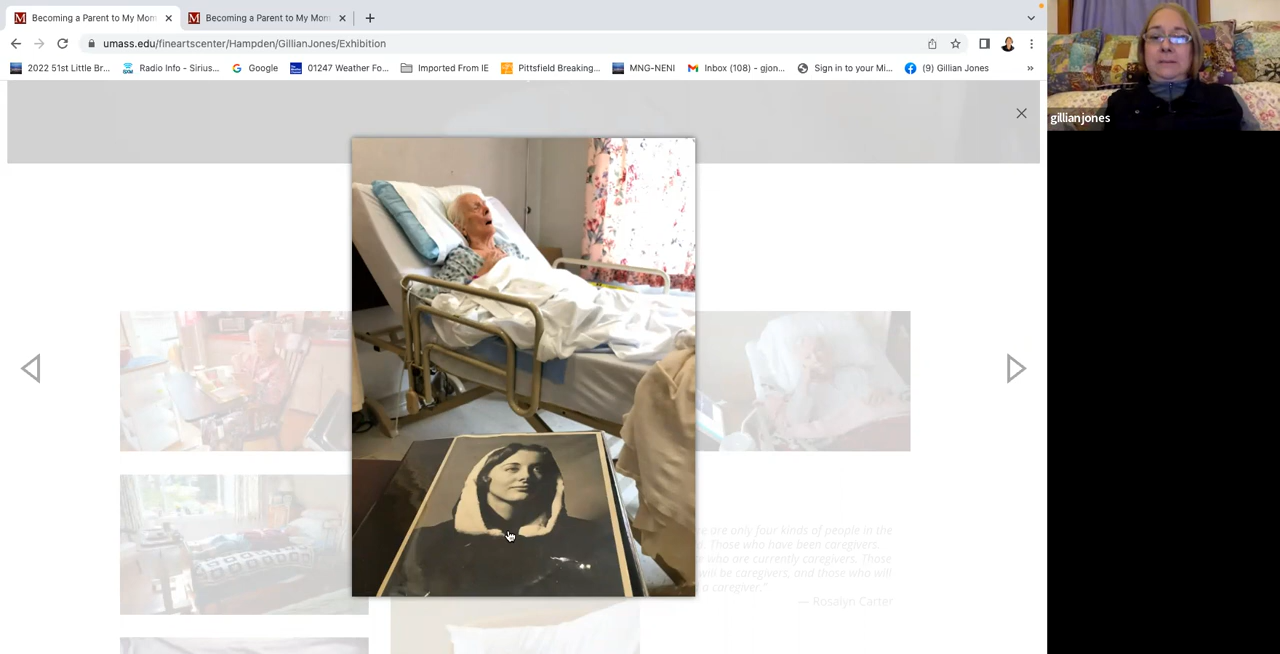 Becoming a Parent to My Mom
Becoming a Parent to My Mom
umass.edu/fineartscenter/Hampden/GillianJones/Exhibition
2022 51st Little Br...
Radio Info - Sirius...
Google
01247 Weather Fo...
Imported From IE
Pittsfield Breaking...
MNG-NENI
Inbox (108) - gjon...
Sign in to your Mi...
(9) Gillian Jones
»
gillian jones
re are only four kinds of people in the
. Those who have been caregivers.
who are currently caregivers. Those
will be caregivers, and those who will
a caregiver."
— Rosalyn Carter